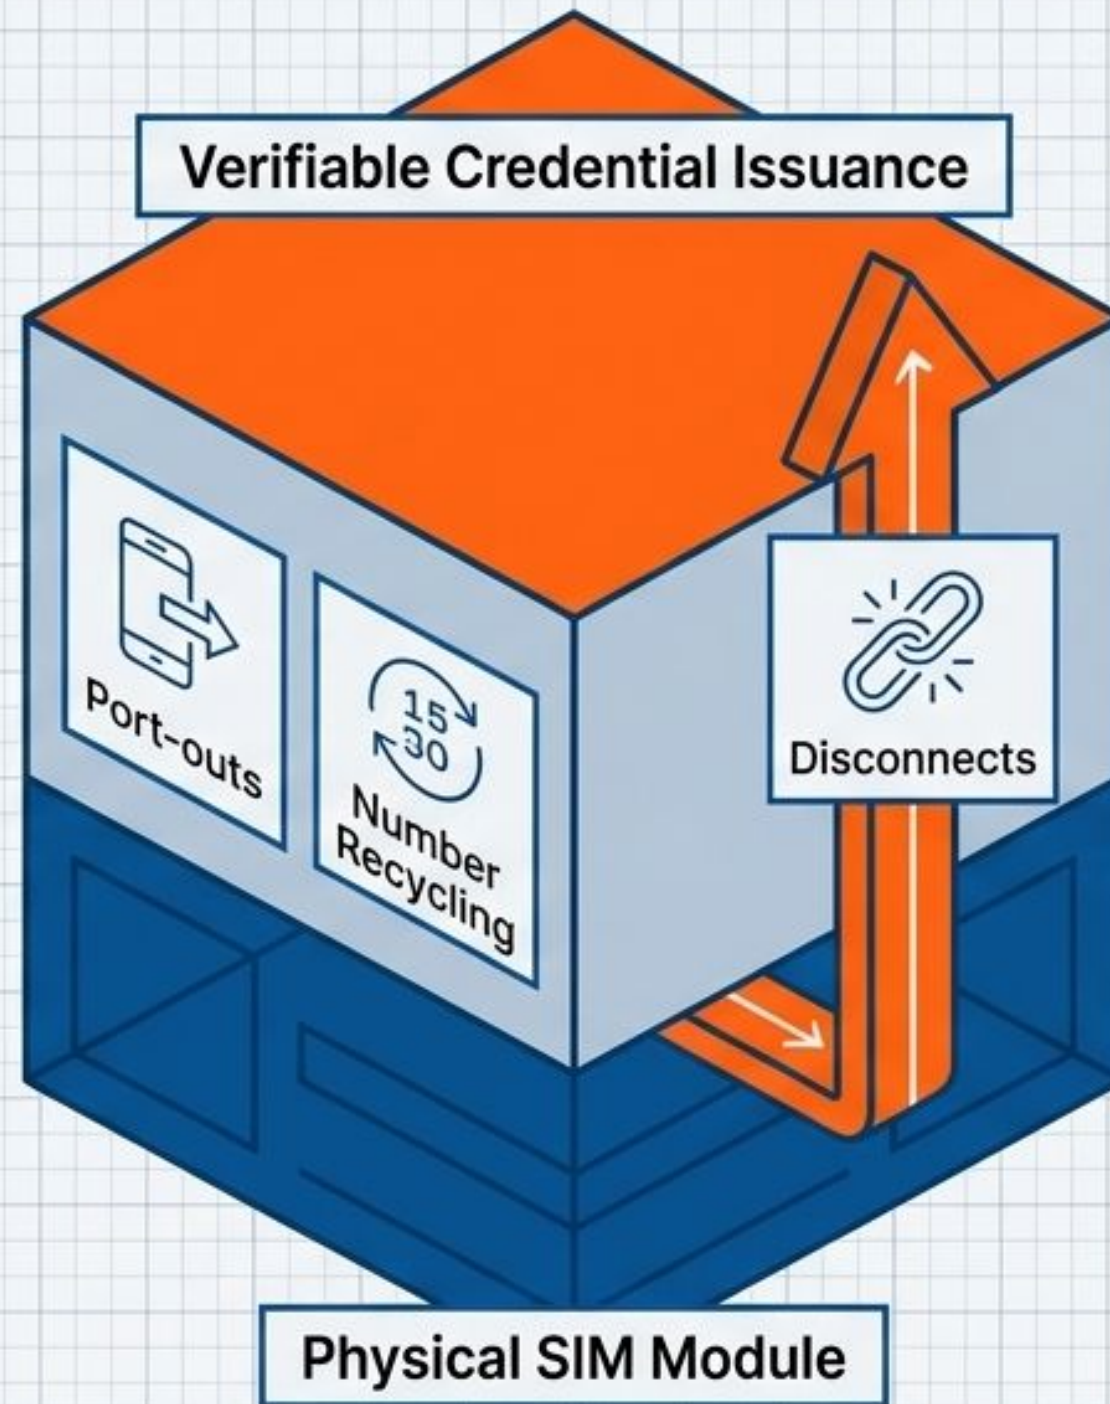 Verifiable Credential Issuance
Port-outs
15
30
Number
Recycling
Disconnects
Physical SIM Module